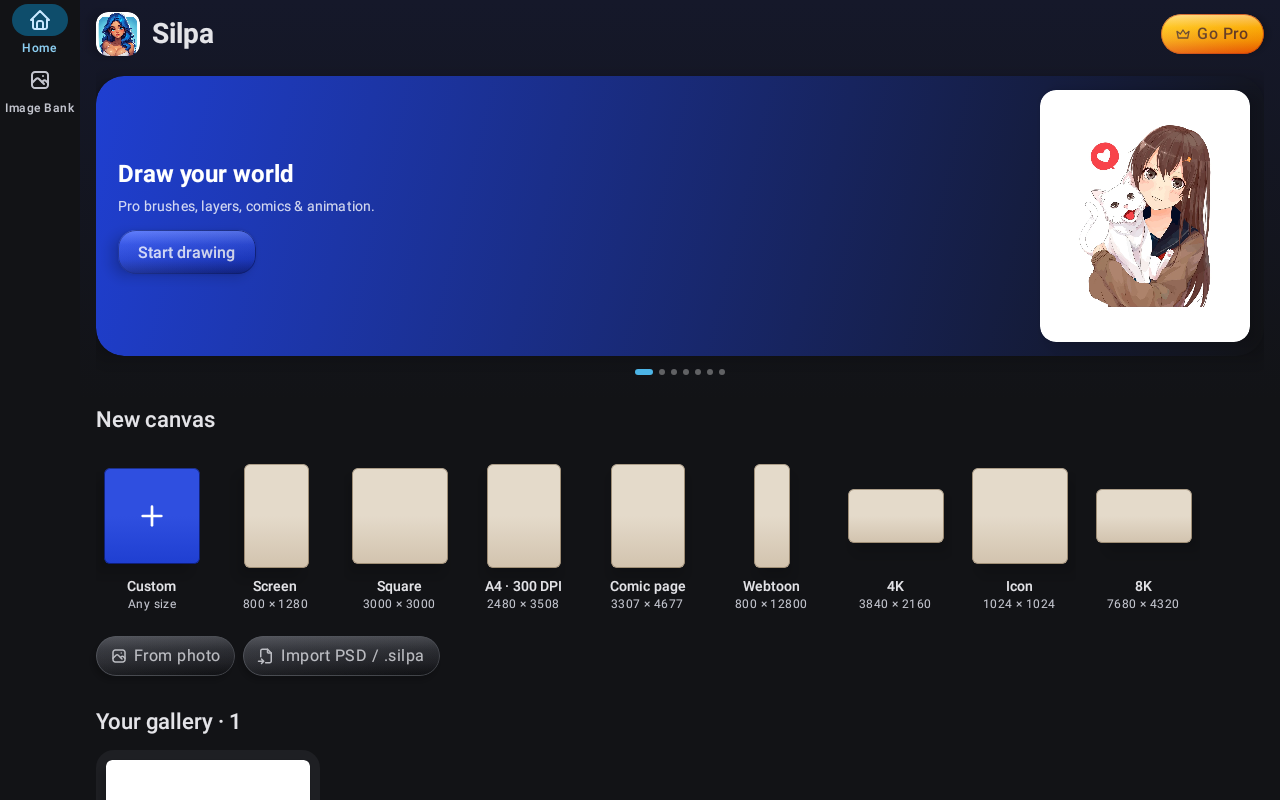 Silpa
Go Pro
Home
Image Bank
Draw your world
Pro brushes, layers, comics & animation.
Start drawing
New canvas
Custom
Any size
Screen
800 × 1280
Square
3000 × 3000
A4 · 300 DPI
2480 × 3508
Comic page
3307 × 4677
Webtoon
800 × 12800
4K
3840 × 2160
Icon
1024 × 1024
8K
7680 × 4320
From photo
Import PSD / .silpa
Your gallery · 1